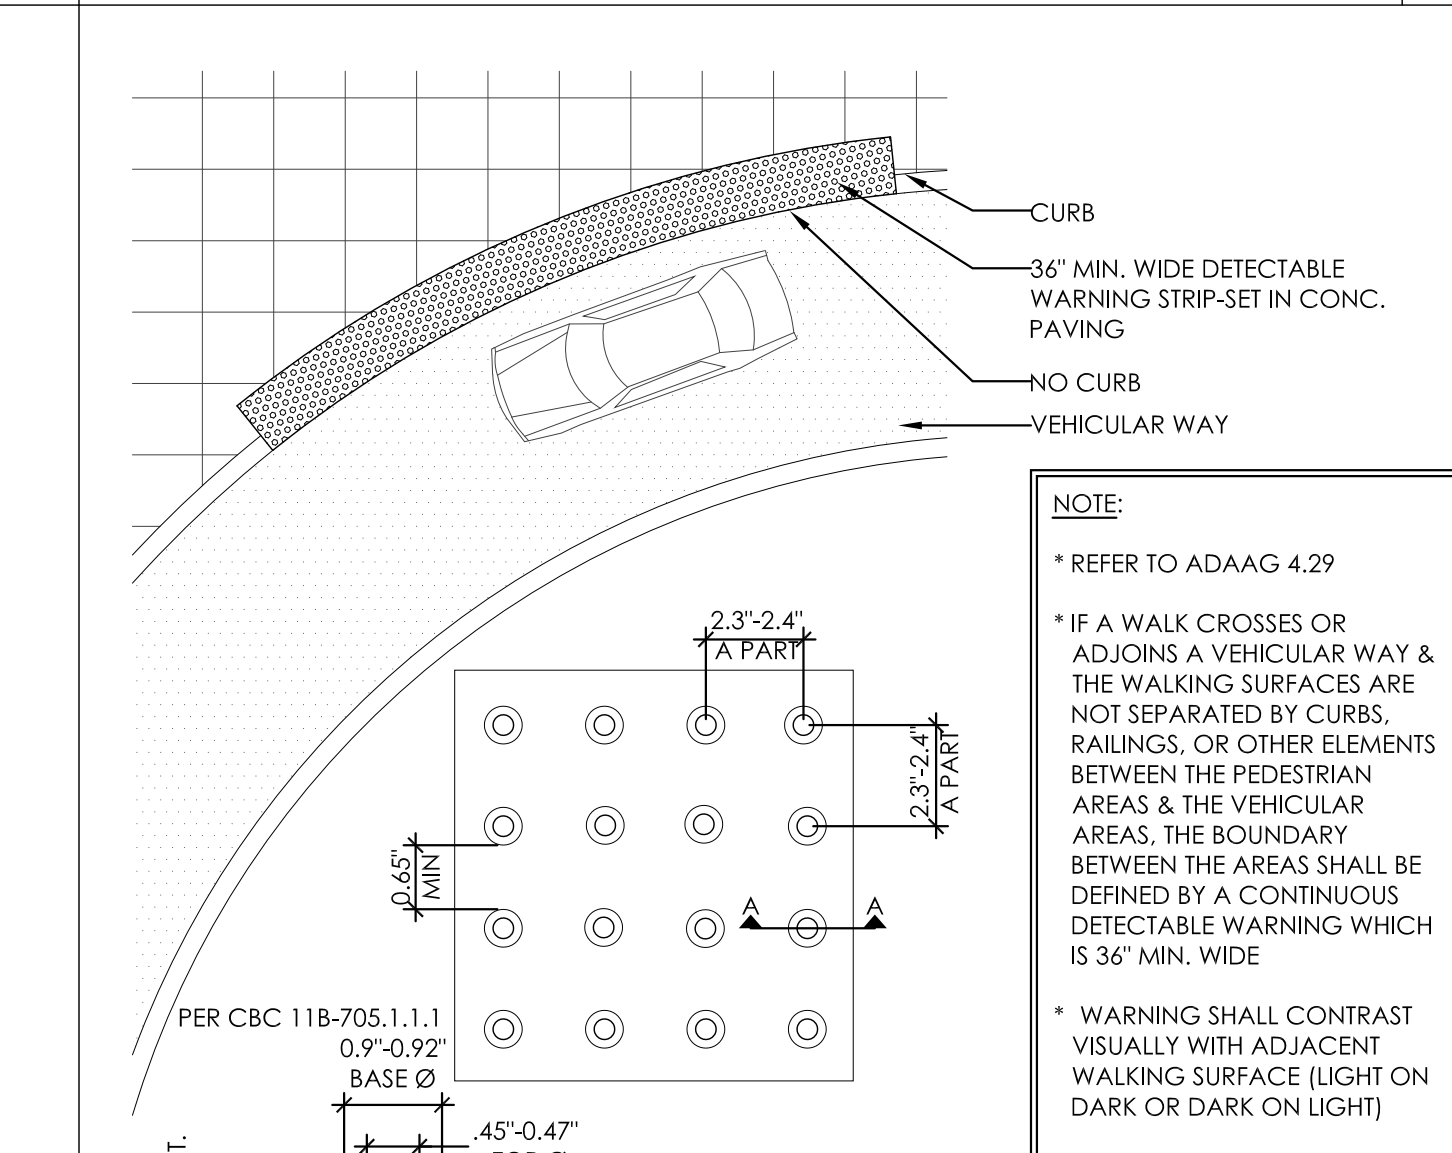 CURB
36" MIN. WIDE DETECTABLE
WARNING STRIP-SET IN CONC.
PAVING
NO CURB
VEHICULAR WAY
NOTE:
* REFER TO ADAAG 4.29
* IF A WALK CROSSES OR
ADJOINS A VEHICULAR WAY &
THE WALKING SURFACES ARE
NOT SEPARATED BY CURBS,
RAILINGS, OR OTHER ELEMENTS
BETWEEN THE PEDESTRIAN
AREAS & THE VEHICULAR
AREAS, THE BOUNDARY
BETWEEN THE AREAS SHALL BE
DEFINED BY A CONTINUOUS
DETECTABLE WARNING WHICH
IS 36" MIN. WIDE
* WARNING SHALL CONTRAST
VISUALLY WITH ADJACENT
WALKING SURFACE (LIGHT ON
DARK OR DARK ON LIGHT)
2.3"-2.4"
A PART
2.3"-2.4"
A PART
0.65"
MIN
A A
PER CBC 11B-705.1.1.1
0.9"-0.92"
BASE Ø
.45"-0.47"